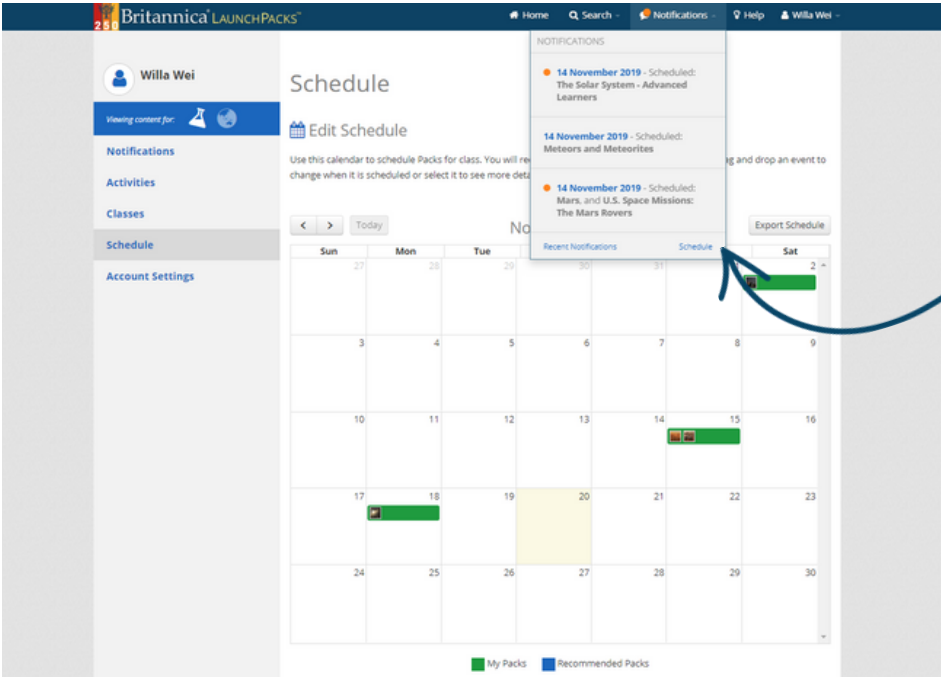 250 Britannica® LAUNCHPACKS™
Home Search Notifications Help Willa Wei
NOTIFICATIONS
14 November 2019 - Scheduled:
The Solar System - Advanced
Learners
14 November 2019 - Scheduled:
Meteors and Meteorites
14 November 2019 - Scheduled:
Mars, and U.S. Space Missions:
The Mars Rovers
Recent Notifications Schedule
Willa Wei
Viewing content for:
Notifications
Activities
Classes
Schedule
Account Settings
Schedule
Edit Schedule
Use this calendar to schedule Packs for class. You will re g and drop an event to
change when it is scheduled or select it to see more deta
< > Today No Export Schedule
Sun Mon Tue Sat
27 28 29 30 31 2
3 4 5 6 7 8 9
10 11 12 13 14 15 16
17 18 19 20 21 22 23
24 25 26 27 28 29 30
My Packs Recommended Packs